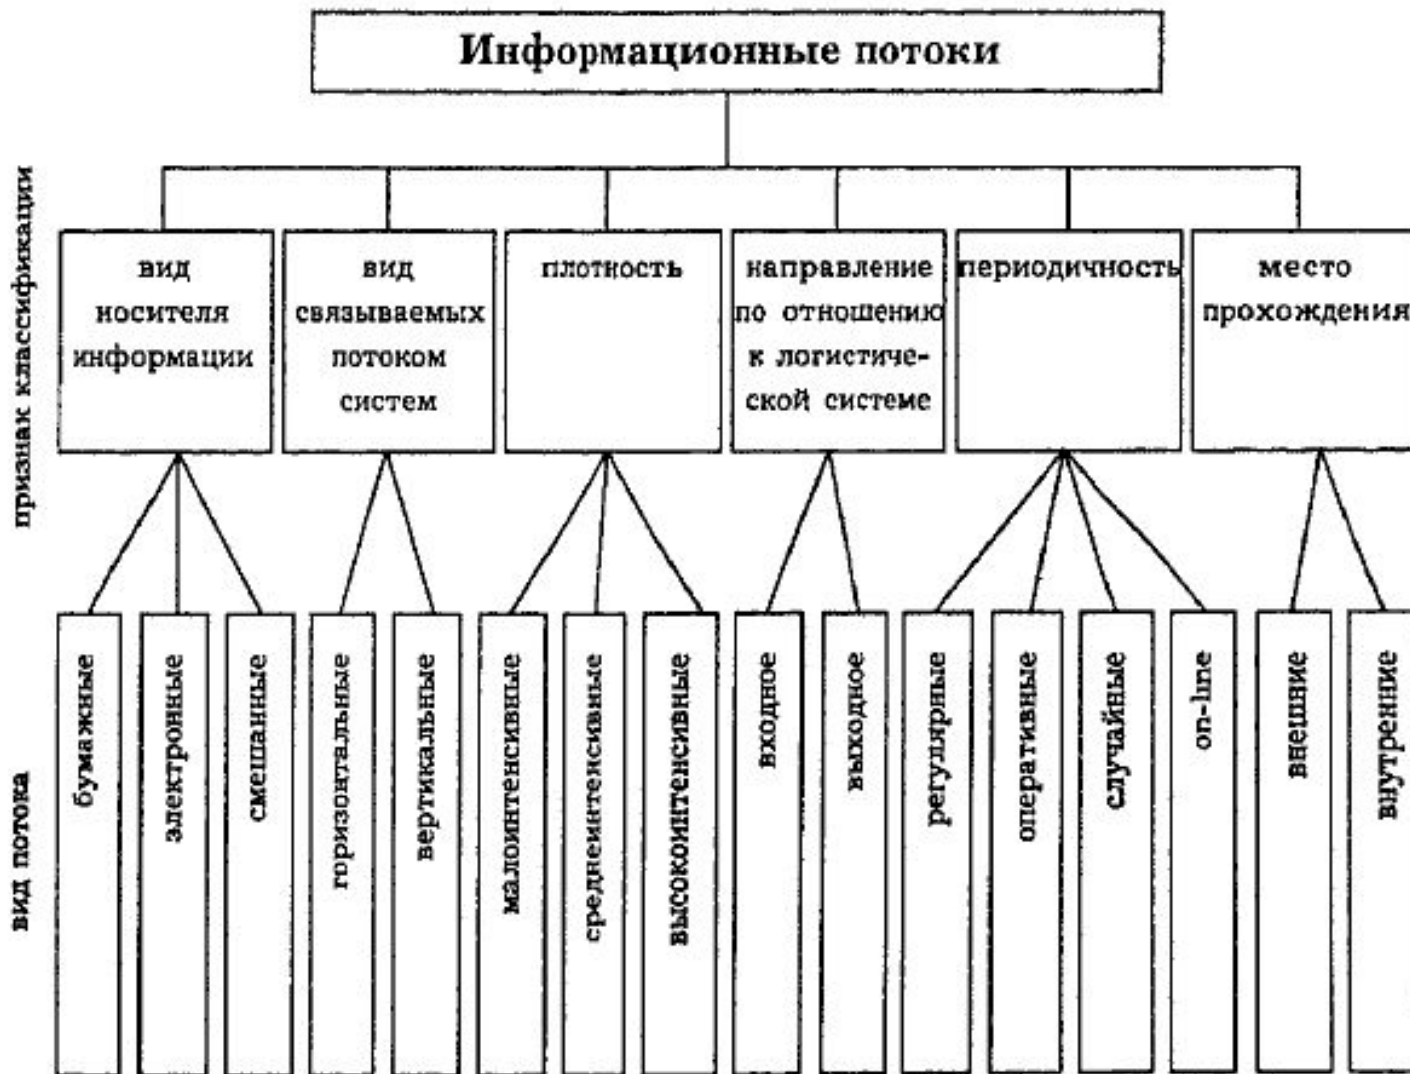 Информационные потоки
признак классификации
вид
носителя
информации
вид
связываемых
потоком
систем
плотность
направление
по отношению
к логистиче-
ской системе
периодичность
место
прохождения
вид потока
бумажные
электронные
смешанные
горизонтальные
вертикальные
малоинтенсивные
среднеинтенсивные
высокоинтенсивные
входное
выходное
регулярные
оперативные
случайные
on-line
внешние
внутренние